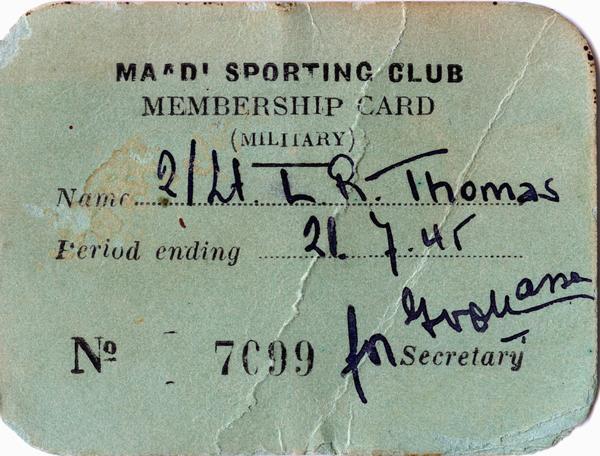 MAADI SPORTING CLUB
MEMBERSHIP CARD
(MILITARY)
Name 2/Lt. L. R. Thomas
Period ending 21. 7. 45
for
Secretary
No 7099